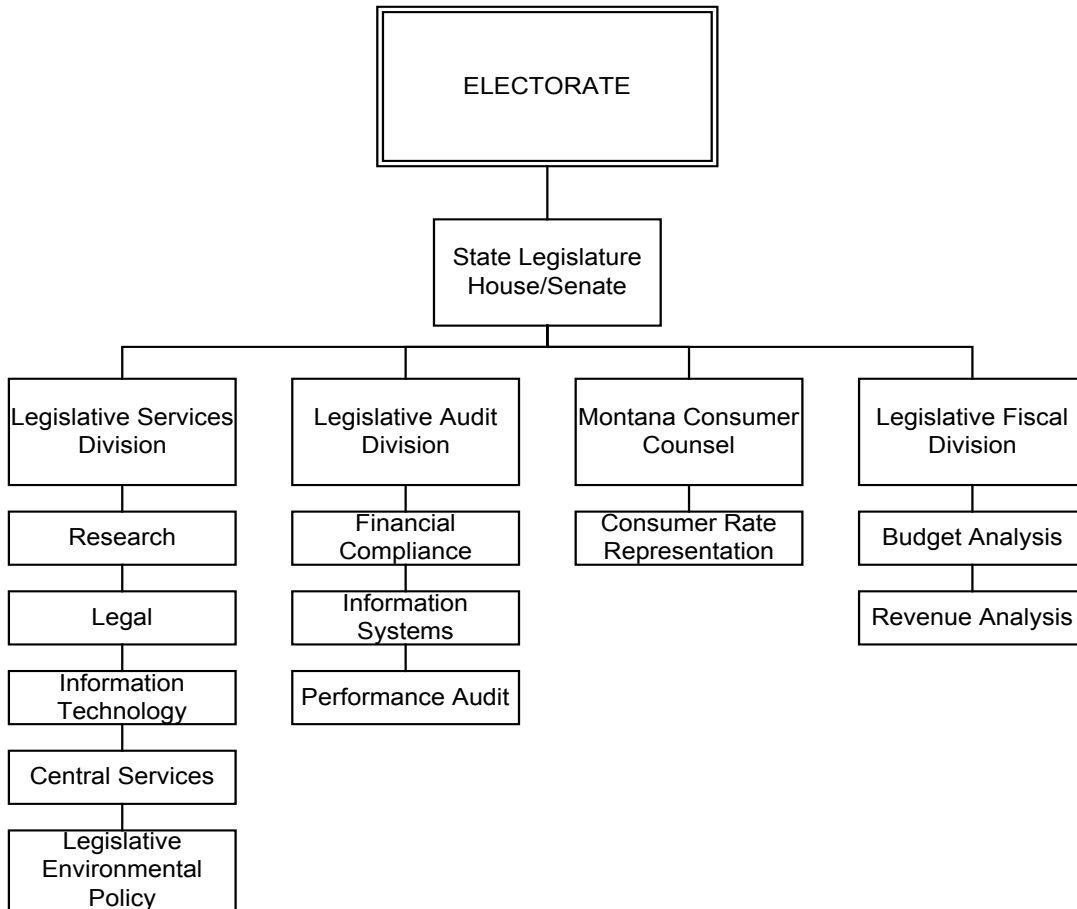 ELECTORATE
State Legislature
House/Senate
Legislative Services
Division
Legislative Audit
Division
Montana Consumer
Counsel
Legislative Fiscal
Division
Research
Legal
Information
Technology
Central Services
Legislative
Environmental
Policy
Financial
Compliance
Information
Systems
Performance Audit
Consumer Rate
Representation
Budget Analysis
Revenue Analysis